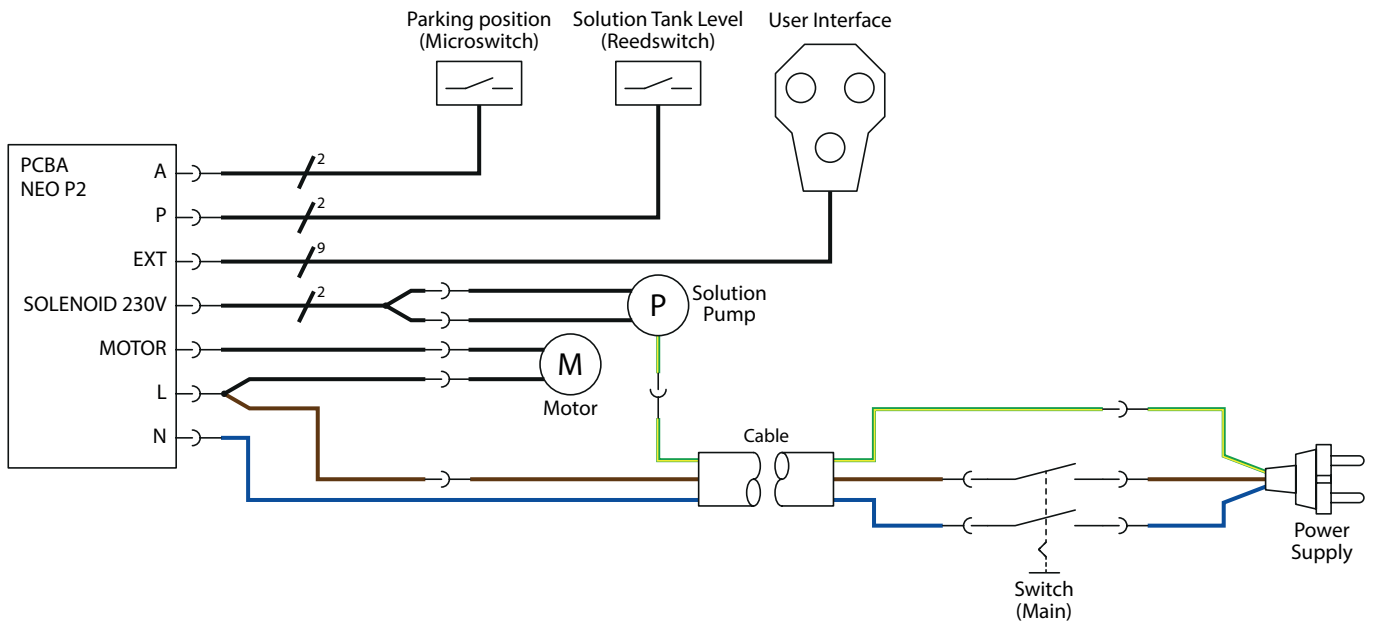 Parking position
(Microswitch)
Solution Tank Level
(Reedswitch)
User Interface
PCBA
NEO P2
A
2
P
2
EXT
9
SOLENOID 230V
2
P
Solution
Pump
MOTOR
M
Motor
L
N
Cable
Power
Supply
Switch
(Main)